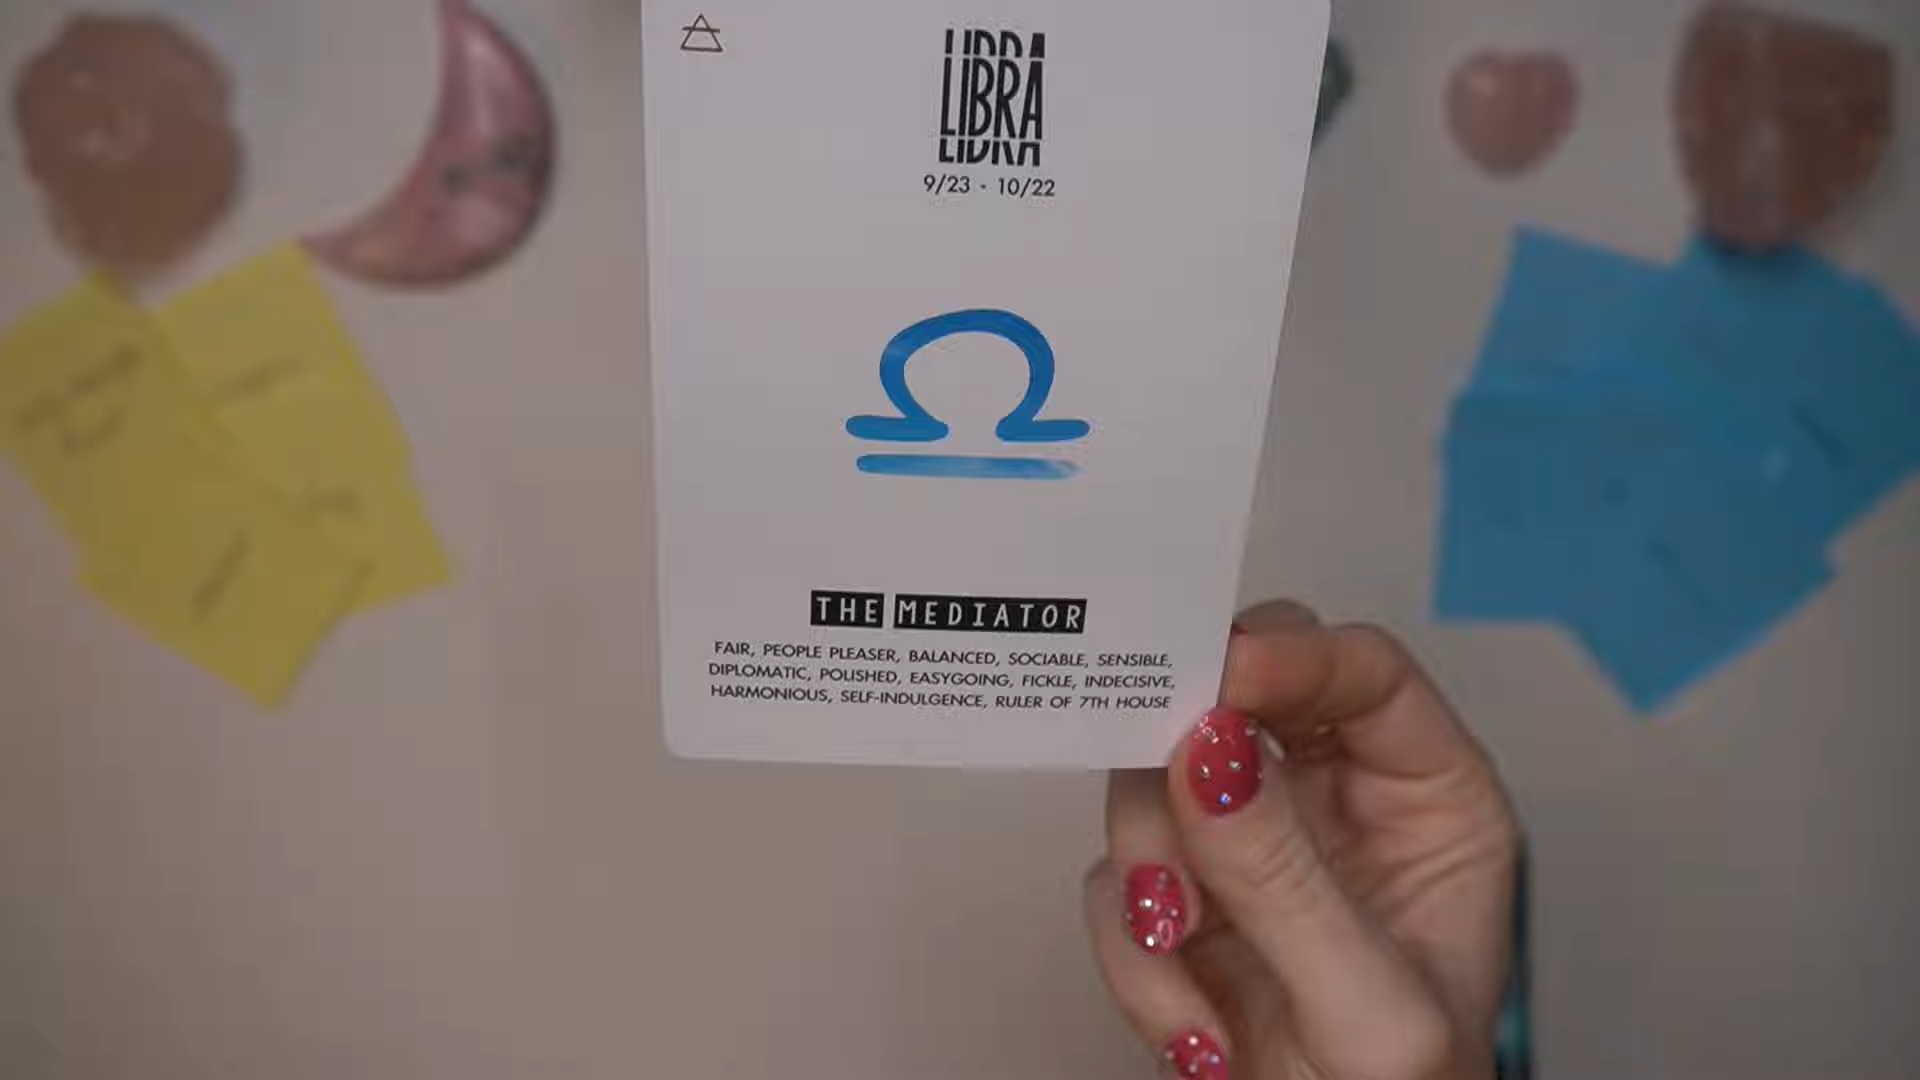 LIBRA
9/23 - 10/22
THE MEDIATOR
FAIR, PEOPLE PLEASER, BALANCED, SOCIABLE, SENSIBLE,
DIPLOMATIC, POLISHED, EASYGOING, FICKLE, INDECISIVE,
HARMONIOUS, SELF-INDULGENCE, RULER OF 7TH HOUSE